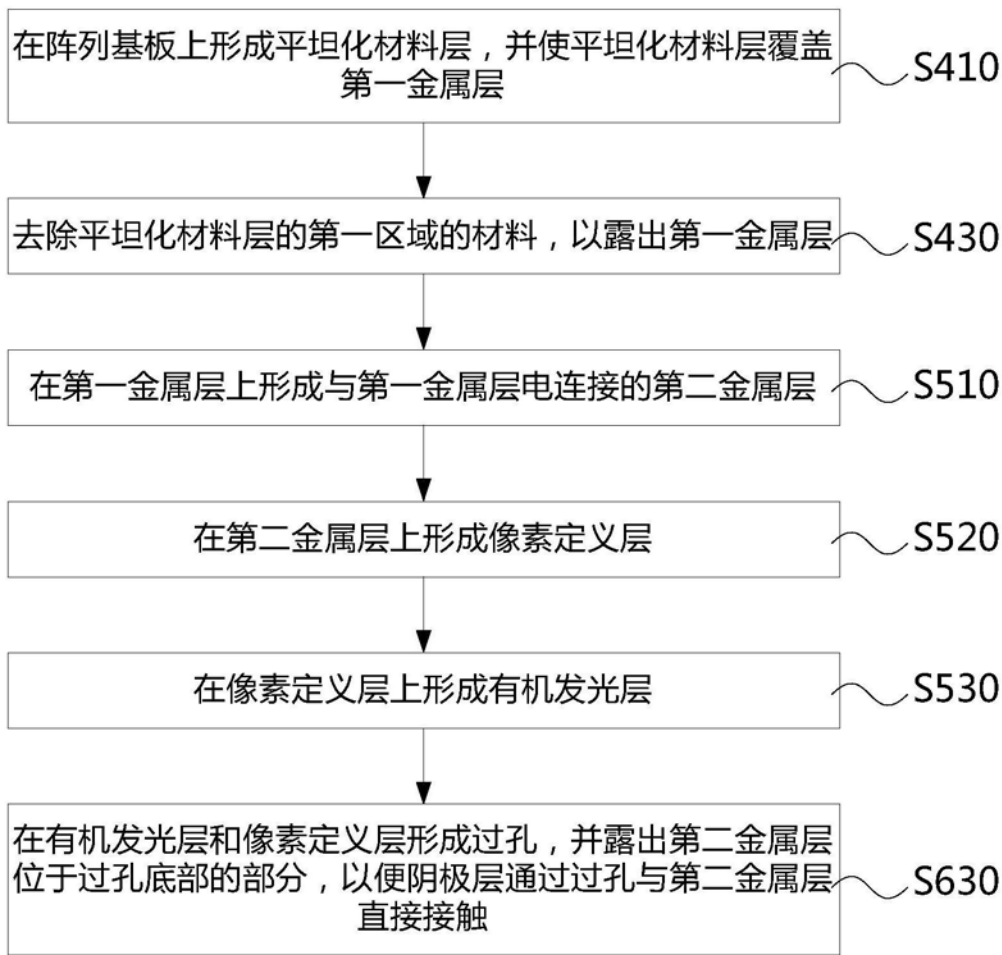 在阵列基板上形成平坦化材料层，并使平坦化材料层覆盖
第一金属层
S410
去除平坦化材料层的第一区域的材料，以露出第一金属层
S430
在第一金属层上形成与第一金属层电连接的第二金属层
S510
在第二金属层上形成像素定义层
S520
在像素定义层上形成有机发光层
S530
在有机发光层和像素定义层形成过孔，并露出第二金属层
位于过孔底部的部分，以便阴极层通过过孔与第二金属层
直接接触
S630